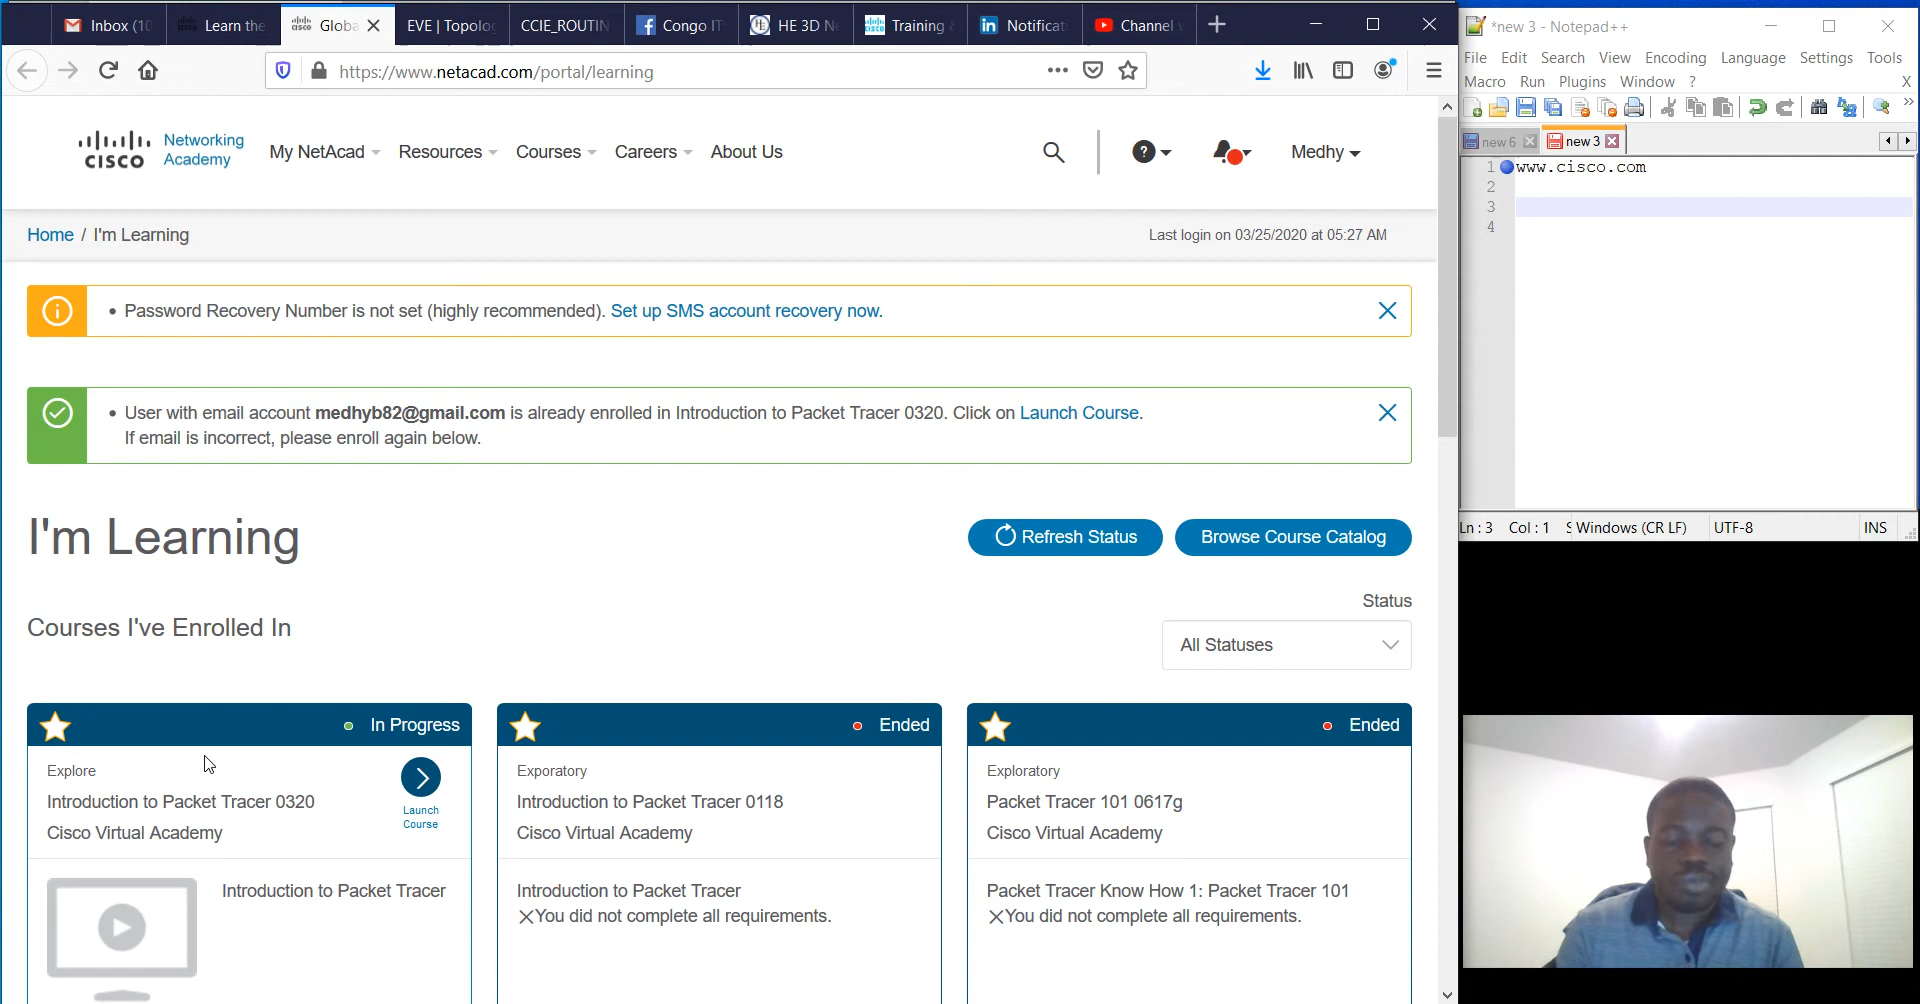 Inbox (10
Learn the
Globa
EVE | Topolog
CCIE_ROUTIN
Congo IT
HE 3D Ne
Training &
Notificati
Channel v
https://www.netacad.com/portal/learning
cisco Networking Academy
My NetAcad
Resources
Courses
Careers
About Us
Medhy
Home / I'm Learning
Last login on 03/25/2020 at 05:27 AM
• Password Recovery Number is not set (highly recommended). Set up SMS account recovery now.
• User with email account medhyb82@gmail.com is already enrolled in Introduction to Packet Tracer 0320. Click on Launch Course.
If email is incorrect, please enroll again below.
I'm Learning
Refresh Status
Browse Course Catalog
Status
Courses I've Enrolled In
All Statuses
In Progress
Explore
Introduction to Packet Tracer 0320
Cisco Virtual Academy
Launch
Course
Introduction to Packet Tracer
Ended
Exporatory
Introduction to Packet Tracer 0118
Cisco Virtual Academy
Introduction to Packet Tracer
You did not complete all requirements.
Ended
Exploratory
Packet Tracer 101 0617g
Cisco Virtual Academy
Packet Tracer Know How 1: Packet Tracer 101
You did not complete all requirements.
*new 3 - Notepad++
File Edit Search View Encoding Language Settings Tools
Macro Run Plugins Window ? X
new 6
new 3
1 www.cisco.com
2
3
4
Ln : 3 Col : 1 S Windows (CR LF) UTF-8 INS